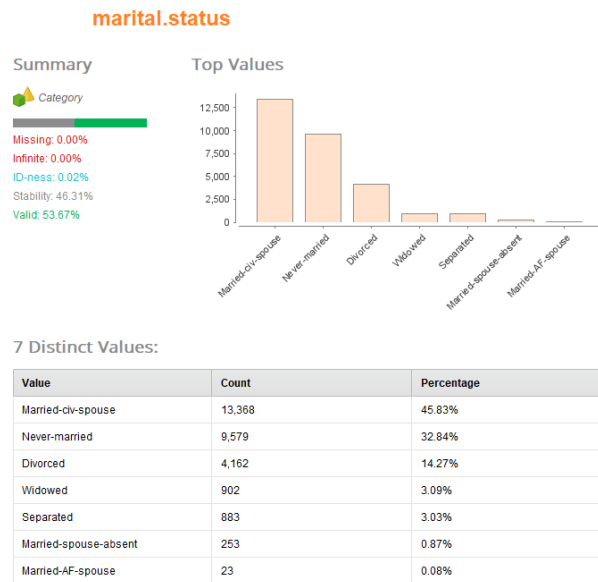 marital.status
Summary
Category
Missing: 0.00%
Infinite: 0.00%
ID-ness: 0.02%
Stability: 46.31%
Valid: 53.67%
Top Values
12,500
10,000
7,500
5,000
2,500
0
Married-civ-spouse
Never-married
Divorced
Widowed
Separated
Married-spouse-absent
Married-AF-spouse
7 Distinct Values:
Value Count Percentage
Married-civ-spouse 13,368 45.83%
Never-married 9,579 32.84%
Divorced 4,162 14.27%
Widowed 902 3.09%
Separated 883 3.03%
Married-spouse-absent 253 0.87%
Married-AF-spouse 23 0.08%